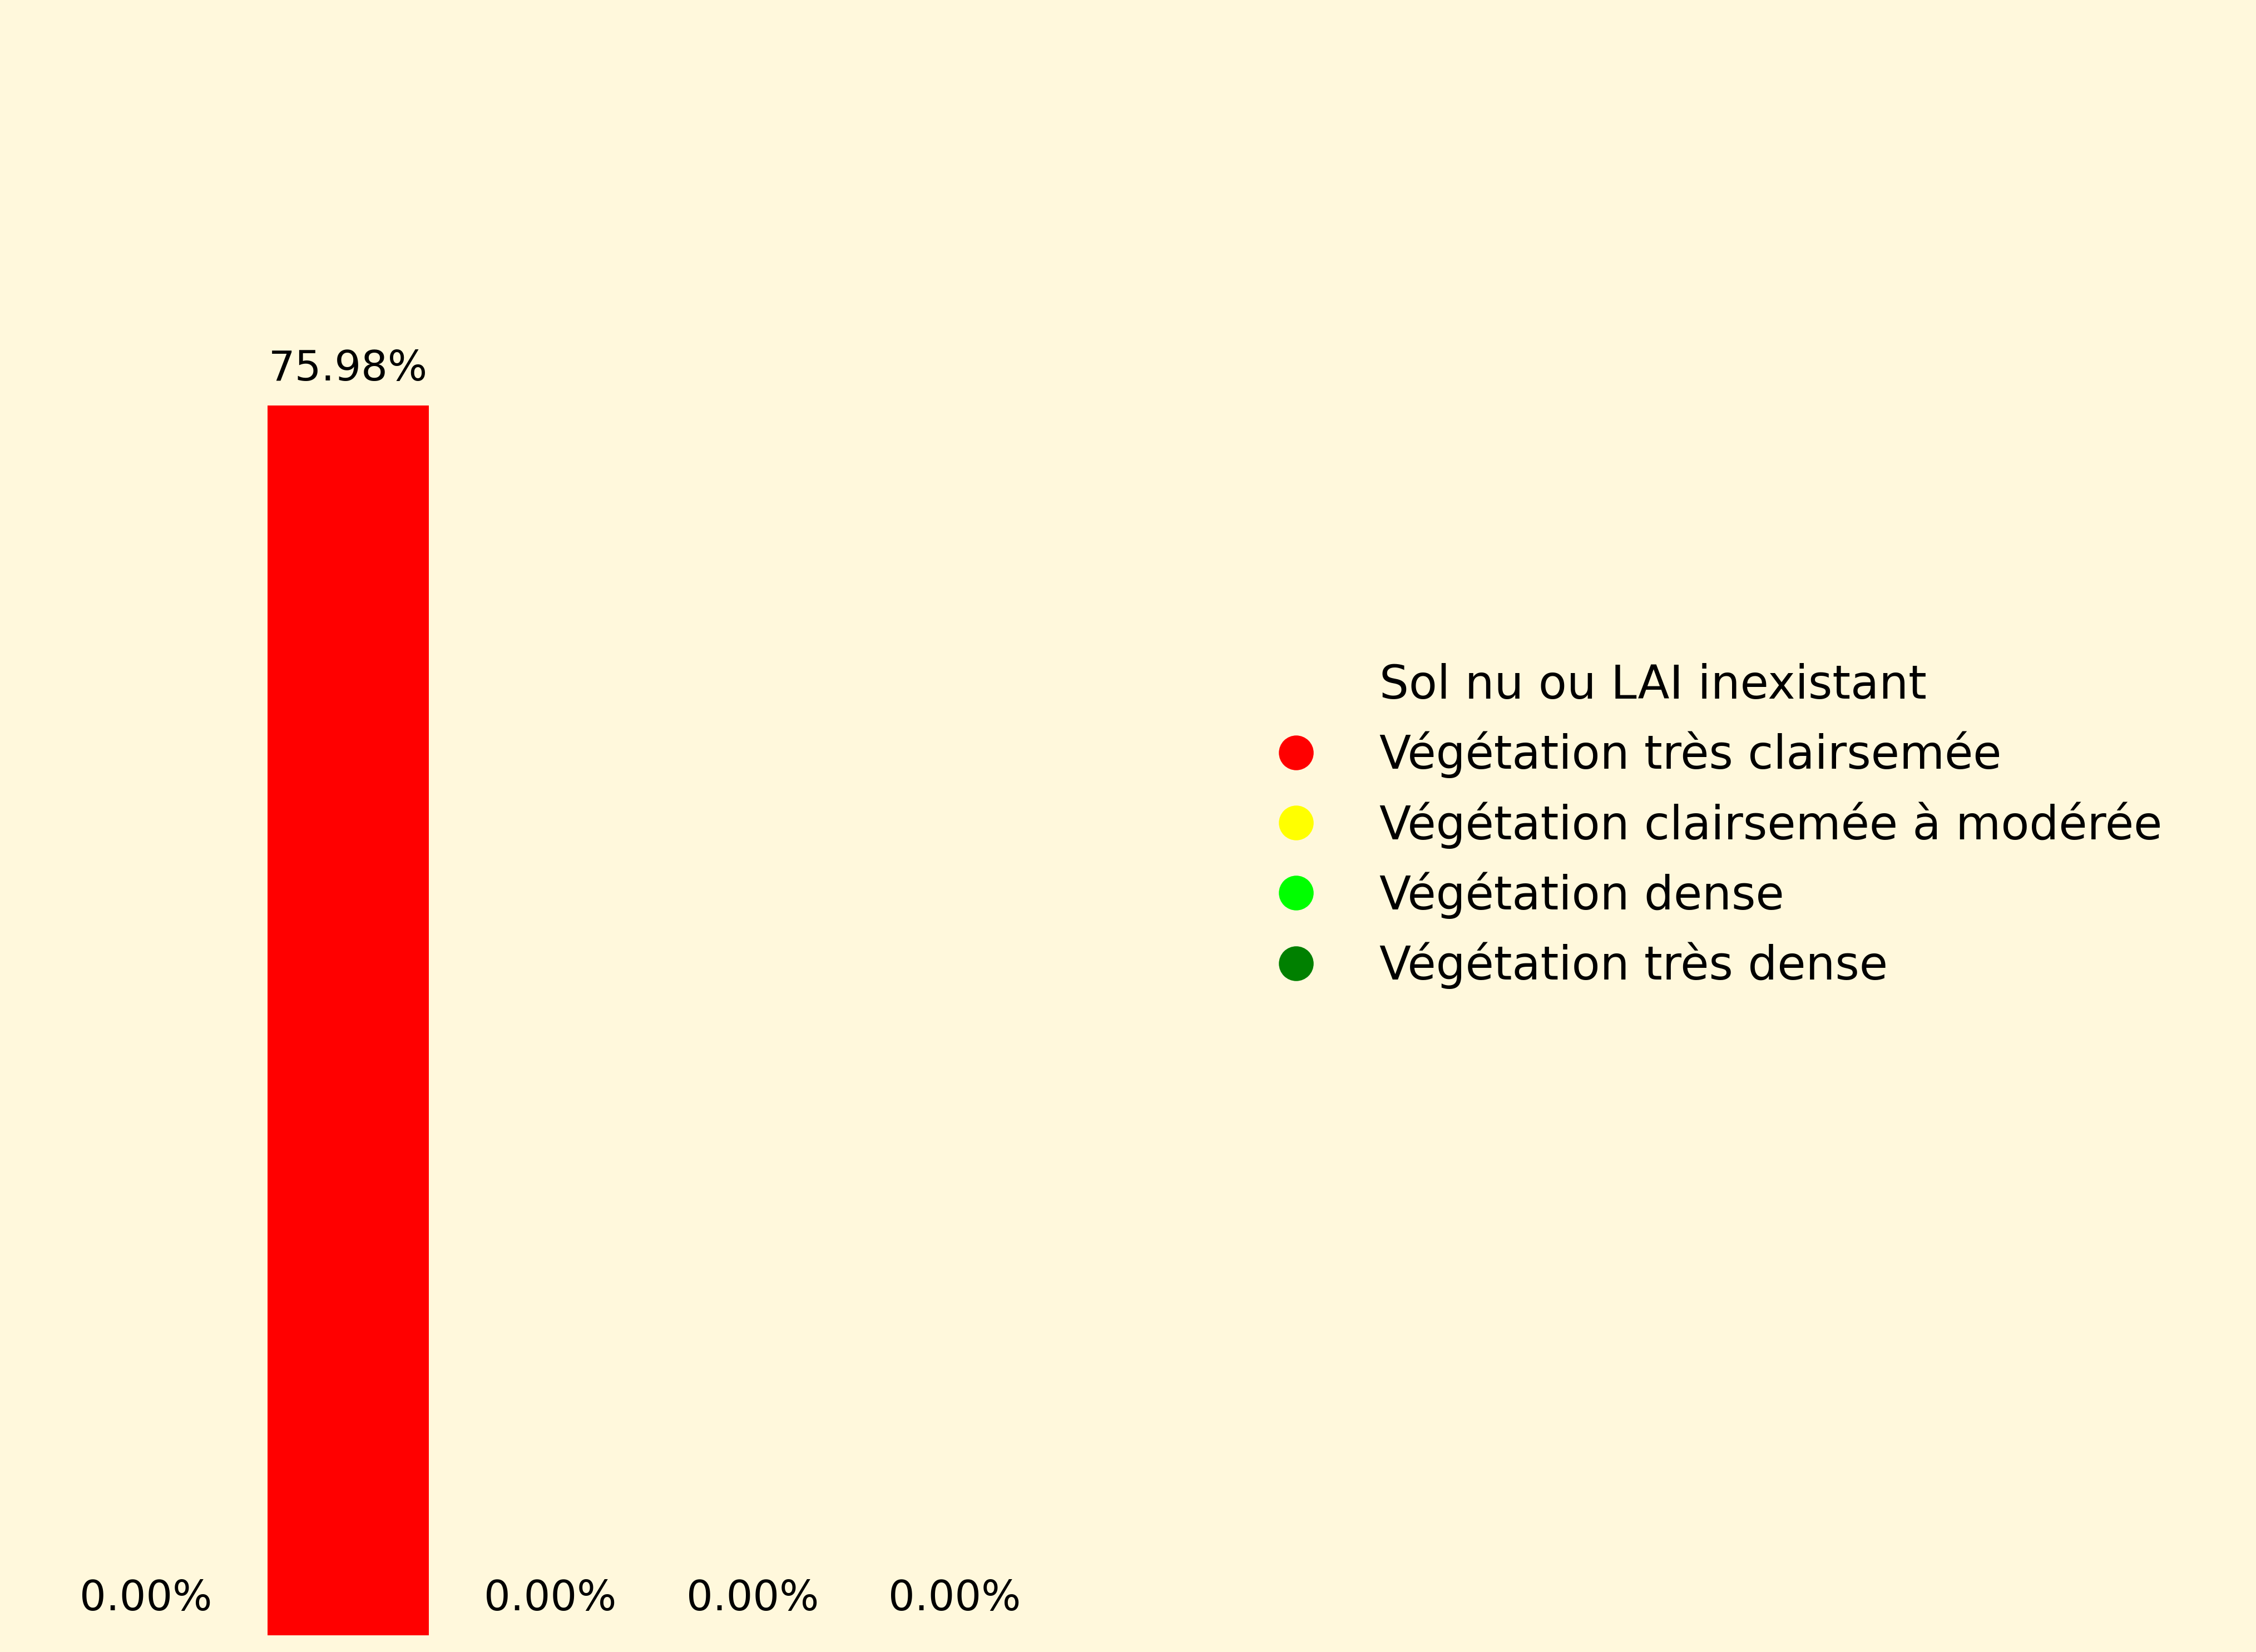 75.98%
0.00%
0.00%
0.00%
0.00%
Sol nu ou LAI inexistant
Végétation très clairsemée
Végétation clairsemée à modérée
Végétation dense
Végétation très dense